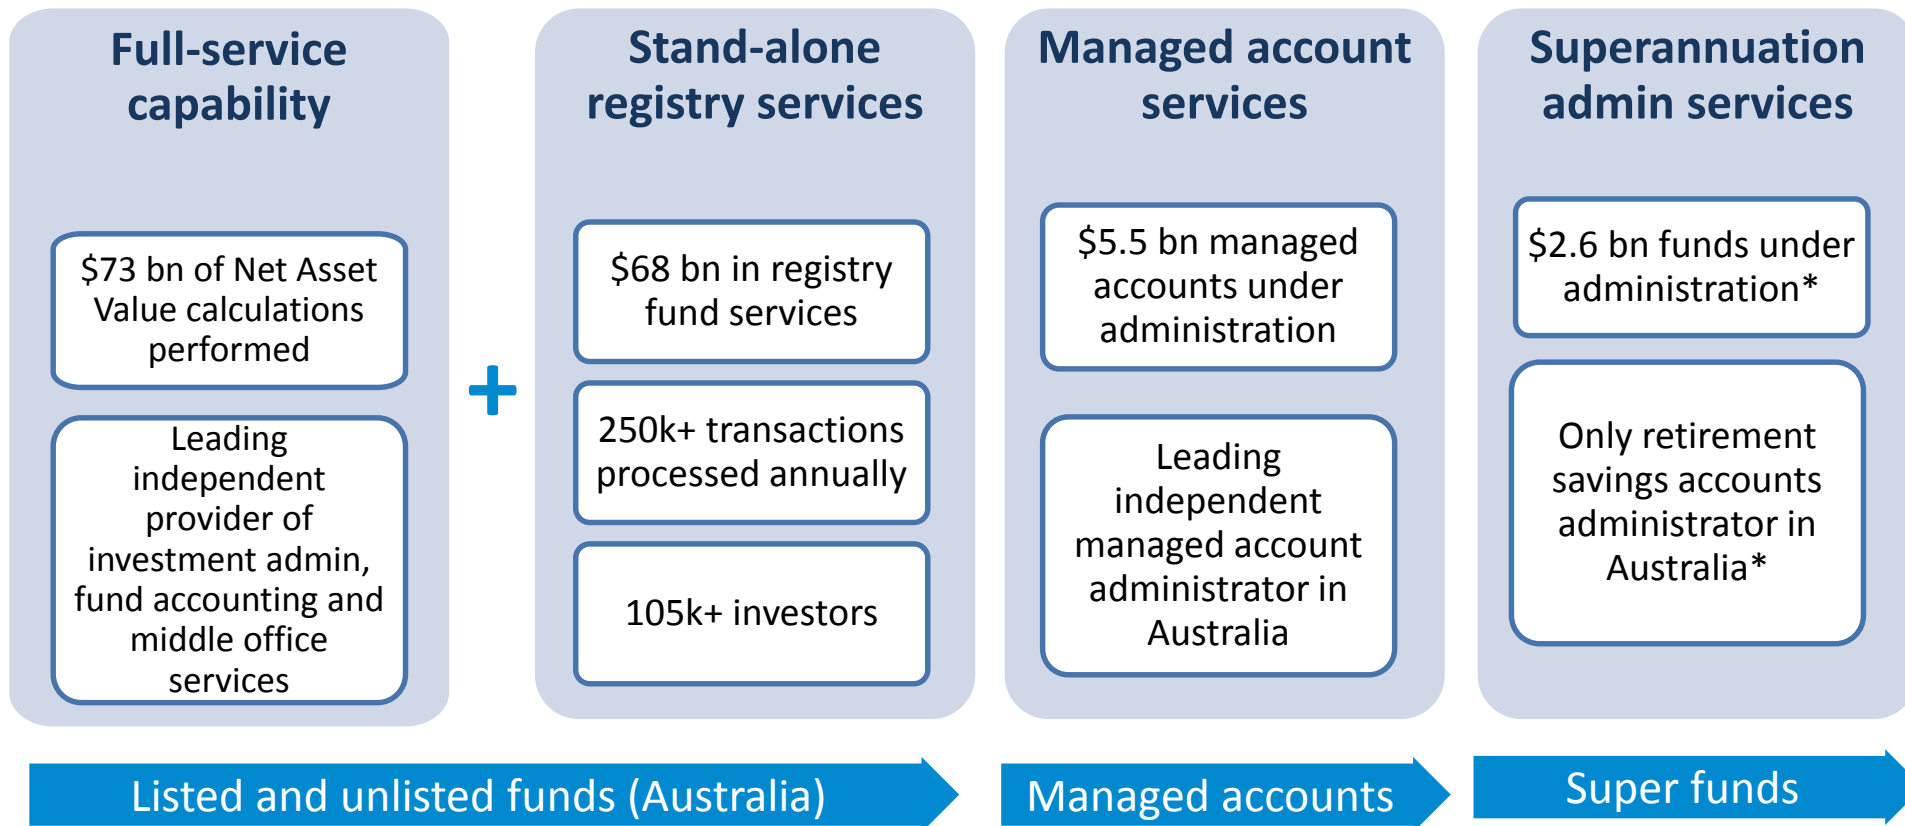 Full-service
capability
$73 bn of Net Asset
Value calculations
performed
Leading
independent
provider of
investment admin,
fund accounting and
middle office
services
+
Stand-alone
registry services
$68 bn in registry
fund services
250k+ transactions
processed annually
105k+ investors
Managed account
services
$5.5 bn managed
accounts under
administration
Leading
independent
managed account
administrator in
Australia
Superannuation
admin services
$2.6 bn funds under
administration*
Only retirement
savings accounts
administrator in
Australia*
Listed and unlisted funds (Australia)
Managed accounts
Super funds